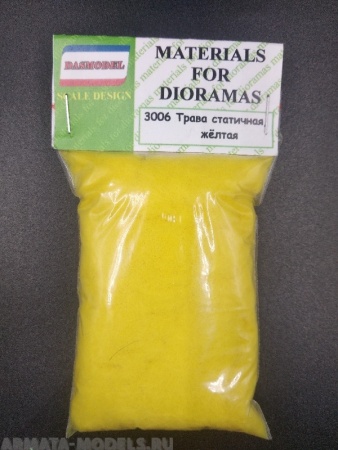 DASMODEL
SCALE DESIGN
MATERIALS
FOR
DIORAMAS
3006 Трава статичная
жёлтая
ARMATA-MODELS.RU